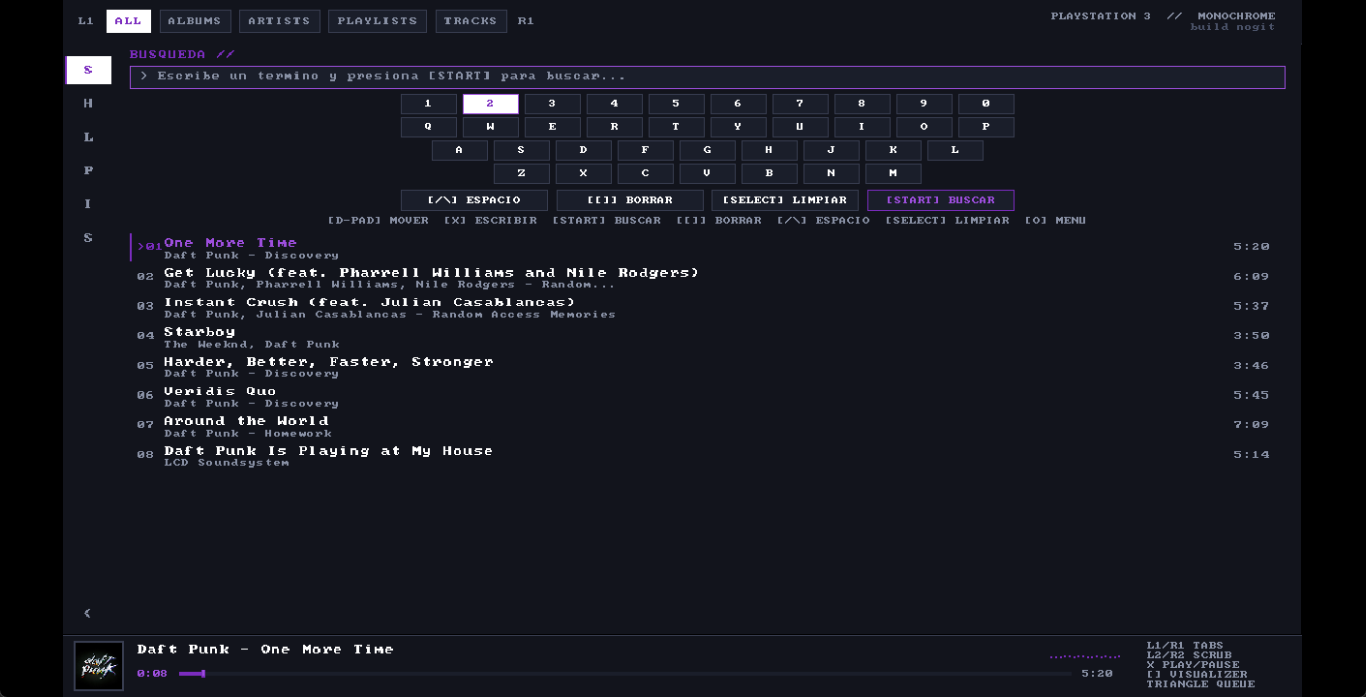 L1 ALL ALBUMS ARTISTS PLAYLISTS TRACKS R1
PLAYSTATION 3 // MONOCHROME
build nogit
BUSQUEDA //
> Escribe un termino y presiona [START] para buscar...
S
H
L
P
I
S
1 2 3 4 5 6 7 8 9 0
Q W E R T Y U I O P
A S D F G H J K L
Z X C V B N M
[/\] ESPACIO [[]] BORRAR [SELECT] LIMPIAR [START] BUSCAR
[D-PAD] MOVER [X] ESCRIBIR [START] BUSCAR [[]] BORRAR [/\] ESPACIO [SELECT] LIMPIAR [O] MENU
>01 One More Time 5:20
Daft Punk - Discovery
02 Get Lucky (feat. Pharrell Williams and Nile Rodgers) 6:09
Daft Punk, Pharrell Williams, Nile Rodgers - Random...
03 Instant Crush (feat. Julian Casablancas) 5:37
Daft Punk, Julian Casablancas - Random Access Memories
04 Starboy 3:50
The Weeknd, Daft Punk
05 Harder, Better, Faster, Stronger 3:46
Daft Punk - Discovery
06 Veridis Quo 5:45
Daft Punk - Discovery
07 Around the World 7:09
Daft Punk - Homework
08 Daft Punk Is Playing at My House 5:14
LCD Soundsystem
<
daft punk
Daft Punk - One More Time
0:08 5:20
L1/R1 TABS
L2/R2 SCRUB
X PLAY/PAUSE
[] VISUALIZER
TRIANGLE QUEUE